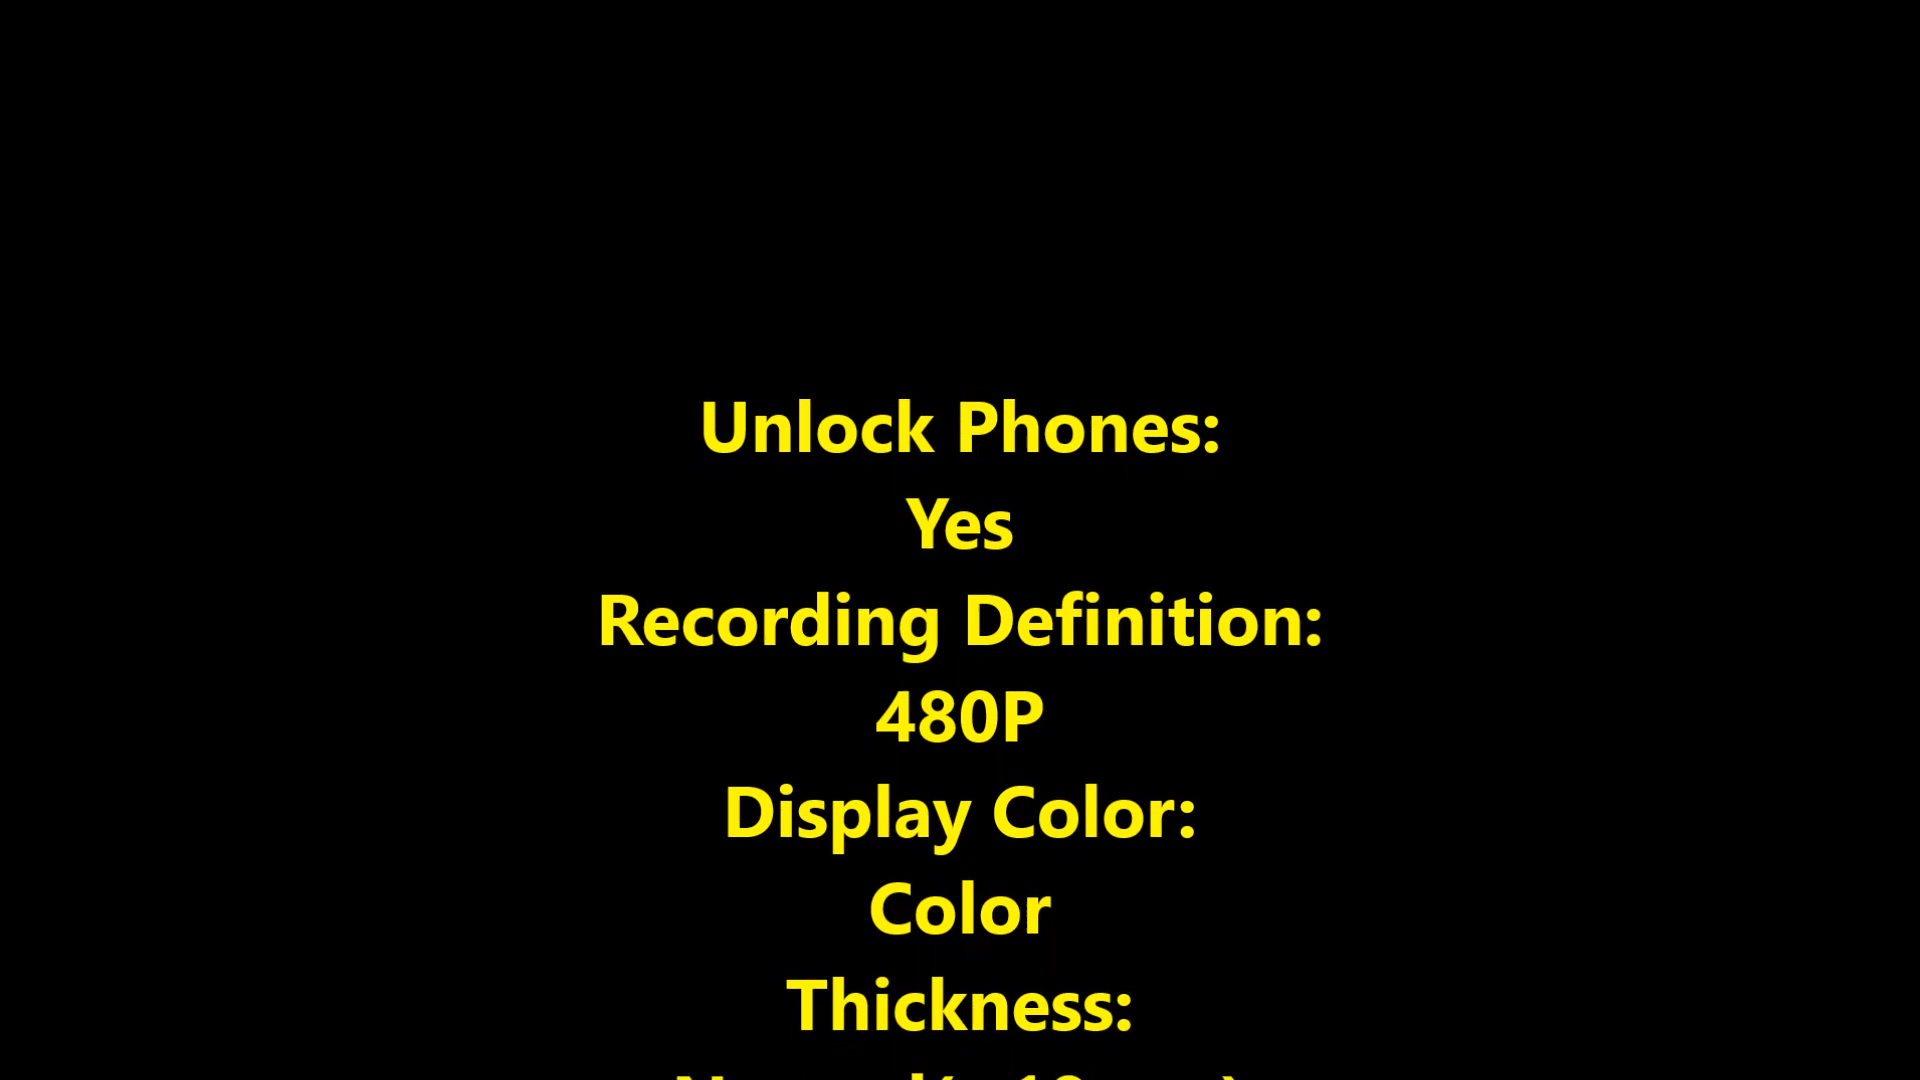 Unlock Phones:
Yes
Recording Definition:
480P
Display Color:
Color
Thickness: